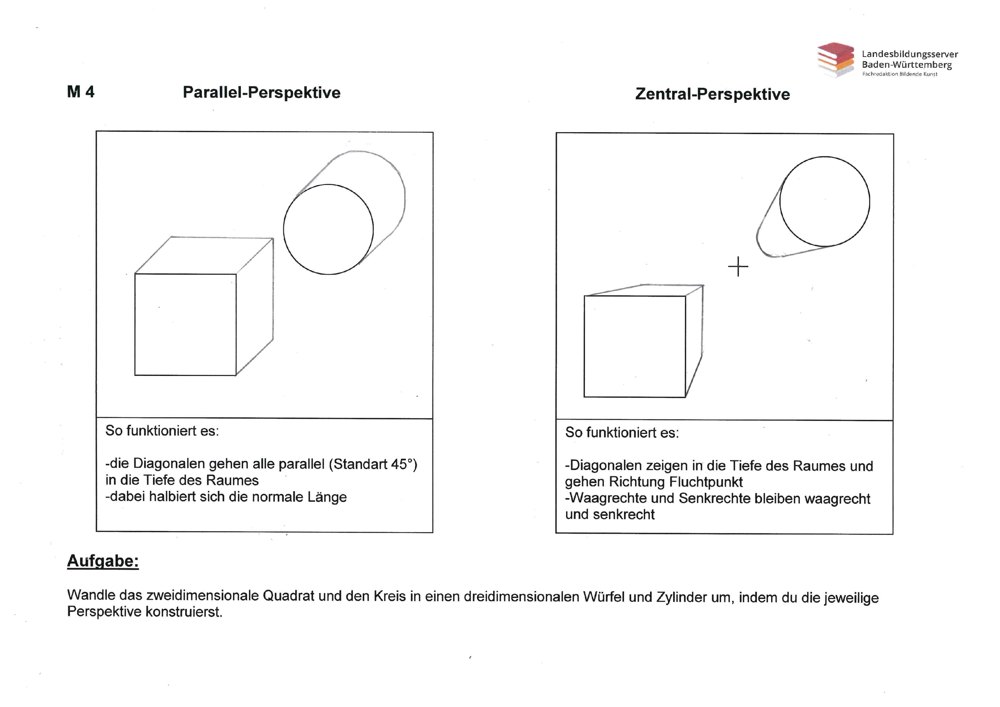 Landesbildungsserver
Baden-Württemberg
Fachredaktion Bildende Kunst
M 4
Parallel-Perspektive
Zentral-Perspektive
So funktioniert es:
-die Diagonalen gehen alle parallel (Standart 45°)
in die Tiefe des Raumes
-dabei halbiert sich die normale Länge
So funktioniert es:
-Diagonalen zeigen in die Tiefe des Raumes und
gehen Richtung Fluchtpunkt
-Waagrechte und Senkrechte bleiben waagrecht
und senkrecht
Aufgabe:
Wandle das zweidimensionale Quadrat und den Kreis in einen dreidimensionalen Würfel und Zylinder um, indem du die jeweilige
Perspektive konstruierst.